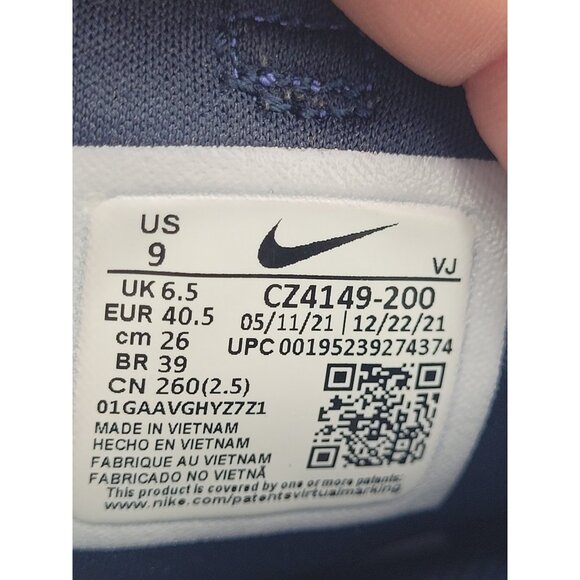 US
9
VJ
UK 6.5
EUR 40.5
cm 26
BR 39
CN 260(2.5)
CZ4149-200
05/11/21 | 12/22/21
UPC 00195239274374
01GAAVGHYZ7Z1
MADE IN VIETNAM
HECHO EN VIETNAM
FABRIQUE AU VIETNAM
FABRICADO NO VIETNÃ
This product is covered by one or more patents:
www.nike.com/patentsvirtualmarking